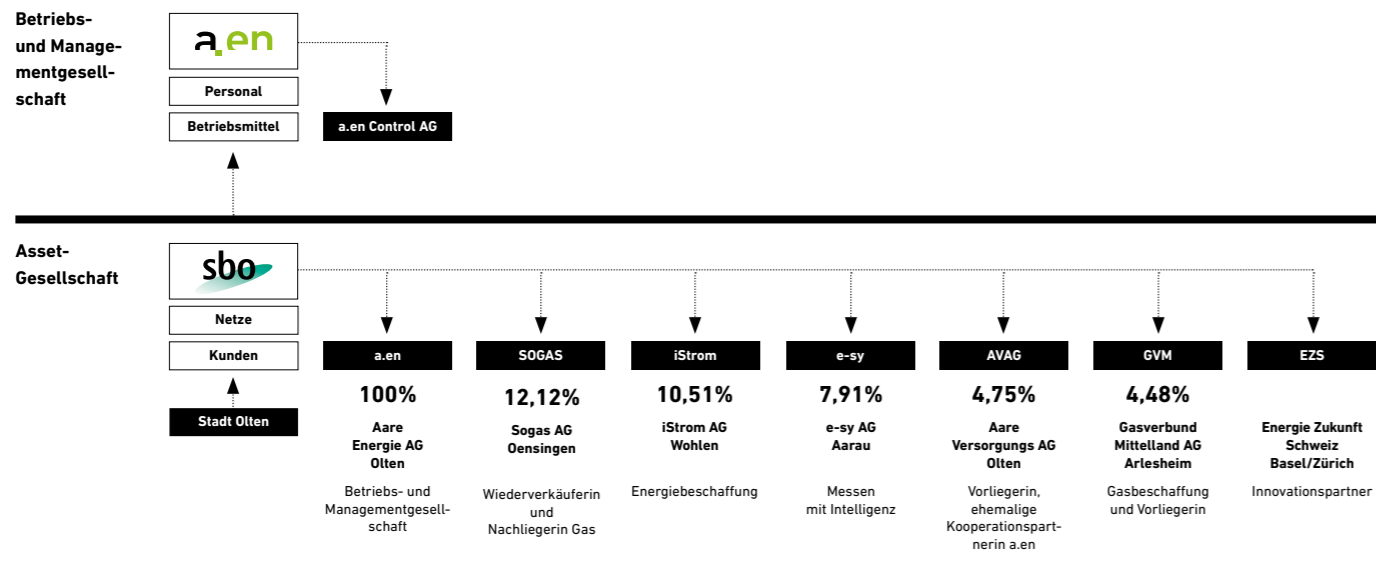 Betriebs-
und Manage-
mentgesell-
schaft
a.en
Personal
Betriebsmittel
a.en Control AG
Asset-
Gesellschaft
sbo
Netze
Kunden
Stadt Olten
a.en
100%
Aare
Energie AG
Olten
Betriebs- und
Managementgesell-
schaft
SOGAS
12,12%
Sogas AG
Oensingen
Wiederverkäuferin
und
Nachliegerin Gas
iStrom
10,51%
iStrom AG
Wohlen
Energiebeschaffung
e-sy
7,91%
e-sy AG
Aarau
Messen
mit Intelligenz
AVAG
4,75%
Aare
Versorgungs AG
Olten
Vorliegerin,
ehemalige
Kooperationspart-
nerin a.en
GVM
4,48%
Gasverbund
Mittelland AG
Arlesheim
Gasbeschaffung
und Vorliegerin
EZS
Energie Zukunft
Schweiz
Basel/Zürich
Innovationspartner